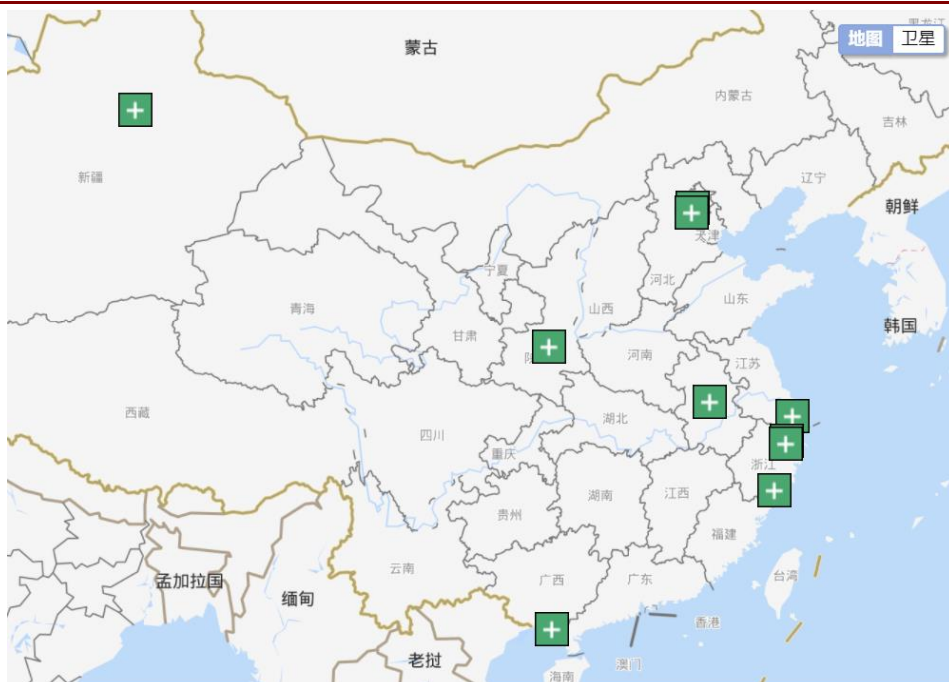 蒙古
黑龙江
地图 卫星
内蒙古
吉林
新疆
辽宁
朝鲜
天津
宁夏
河北
山东
青海
山西
韩国
甘肃
河南
江苏
西藏
湖北
四川
重庆
浙江
贵州
湖南
江西
福建
云南
广西
广东
台湾
孟加拉国
缅甸
香港
老挝
澳门
海南